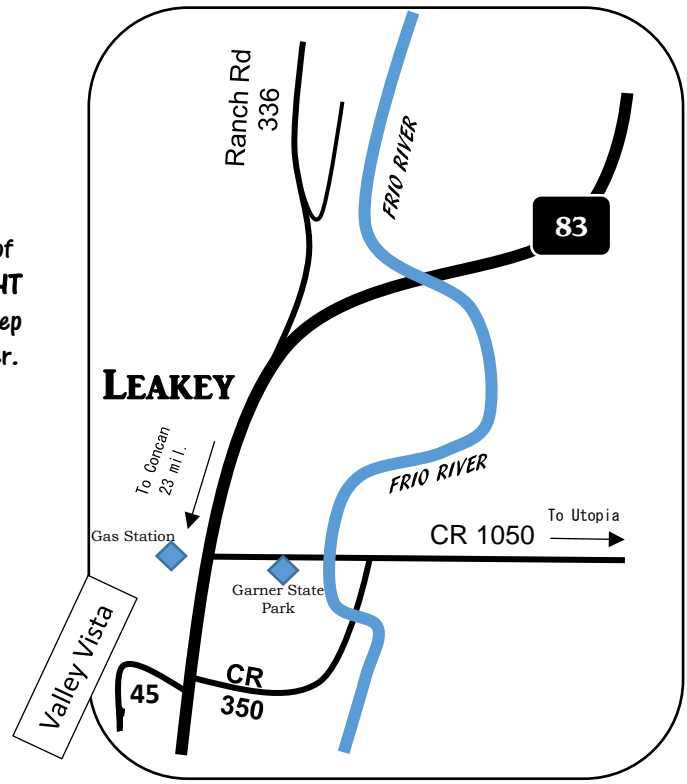 Ranch Rd
336
FRIO RIVER
83
of
HT
ep
r.
LEAKEY
To Concan
23 mil.
FRIO RIVER
To Utopia
CR 1050
Gas Station
Garner State
Park
Valley Vista
CR
350
45